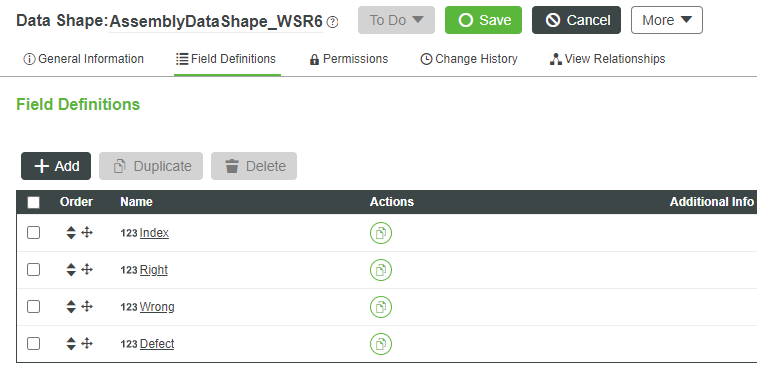 Data Shape:AssemblyDataShape_WSR6 ? To Do Save Cancel More
General Information Field Definitions Permissions Change History View Relationships
Field Definitions
Add Duplicate Delete
Order Name Actions Additional Info
123 Index
123 Right
123 Wrong
123 Defect